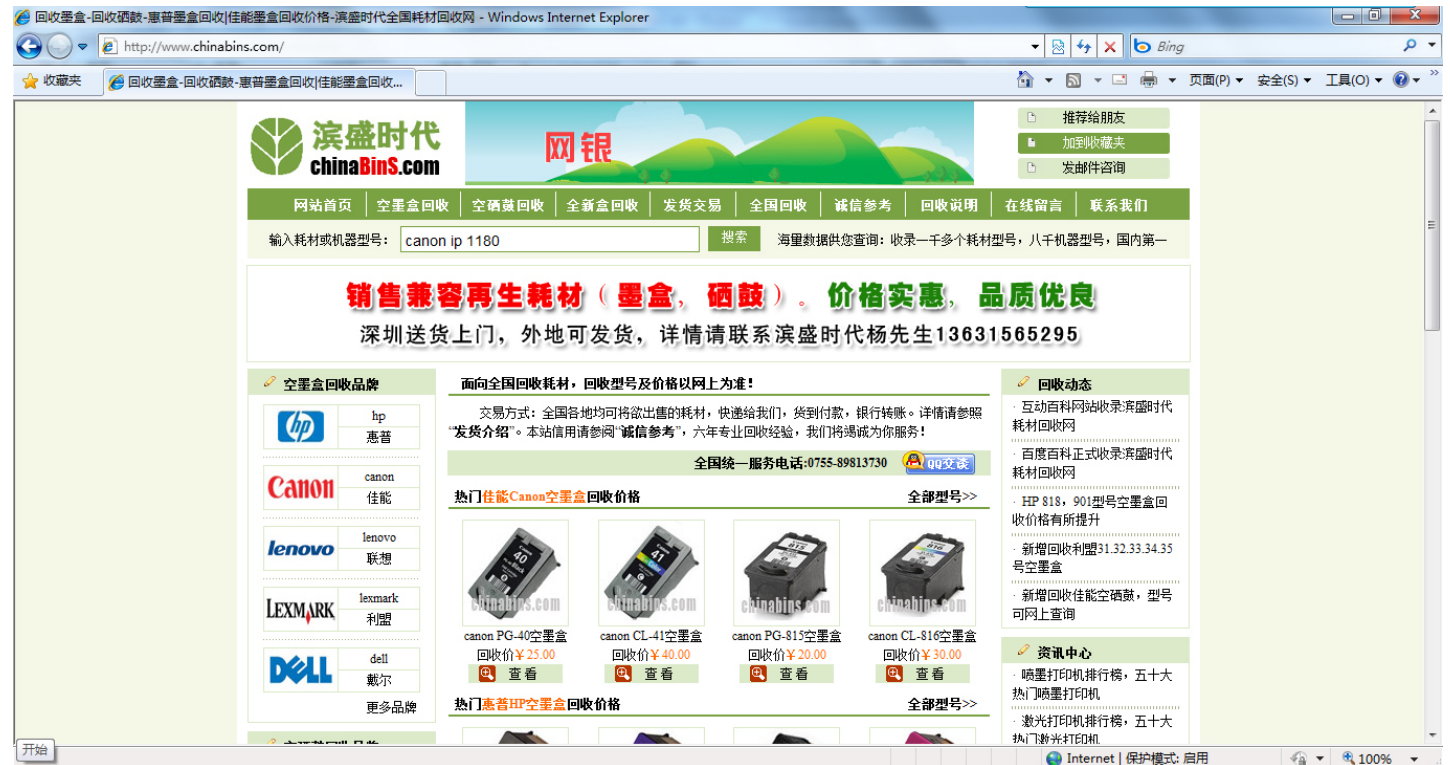 回收墨盒-回收硒鼓-惠普墨盒回收|佳能墨盒回收价格-滨盛时代全国耗材回收网 - Windows Internet Explorer
http://www.chinabins.com/
Bing
收藏夹
回收墨盒-回收硒鼓-惠普墨盒回收|佳能墨盒回收...
页面(P)
安全(S)
工具(O)
滨盛时代
chinaBinS.com
网银
推荐给朋友
加到收藏夹
发邮件咨询
网站首页 空墨盒回收 空硒鼓回收 全新盒回收 发货交易 全国回收 诚信参考 回收说明 在线留言 联系我们
输入耗材或机器型号： canon ip 1180 搜索 海量数据供您查询：收录一千多个耗材型号，八千机器型号，国内第一
销售兼容再生耗材（墨盒，硒鼓）。价格实惠，品质优良
深圳送货上门，外地可发货，详情请联系滨盛时代杨先生13631565295
空墨盒回收品牌
hp
hp
惠普
Canon
canon
佳能
lenovo
lenovo
联想
LEXMARK
lexmark
利盟
DELL
dell
戴尔
更多品牌
面向全国回收耗材，回收型号及价格以网上为准！
交易方式：全国各地均可将欲出售的耗材，快递给我们，货到付款，银行转账。详情请参照
“发货介绍”。本站信用请参阅“诚信参考”，六年专业回收经验，我们将竭诚为你服务！
全国统一服务电话:0755-89813730 QQ交谈
热门佳能Canon空墨盒回收价格 全部型号>>
40
41
Color
815
816
chinabins.com
chinabins.com
chinabins.com
chinabins.com
canon PG-40空墨盒 canon CL-41空墨盒 canon PG-815空墨盒 canon CL-816空墨盒
回收价￥25.00 回收价￥40.00 回收价￥20.00 回收价￥30.00
查看 查看 查看 查看
热门惠普HP空墨盒回收价格 全部型号>>
回收动态
· 互动百科网站收录滨盛时代
耗材回收网
· 百度百科正式收录滨盛时代
耗材回收网
· HP 818，901型号空墨盒回
收价格有所提升
· 新增回收利盟31.32.33.34.35
号空墨盒
· 新增回收佳能空硒鼓，型号
可网上查询
资讯中心
· 喷墨打印机排行榜，五十大
热门喷墨打印机
· 激光打印机排行榜，五十大
热门激光打印机
开始
Internet | 保护模式: 启用
100%